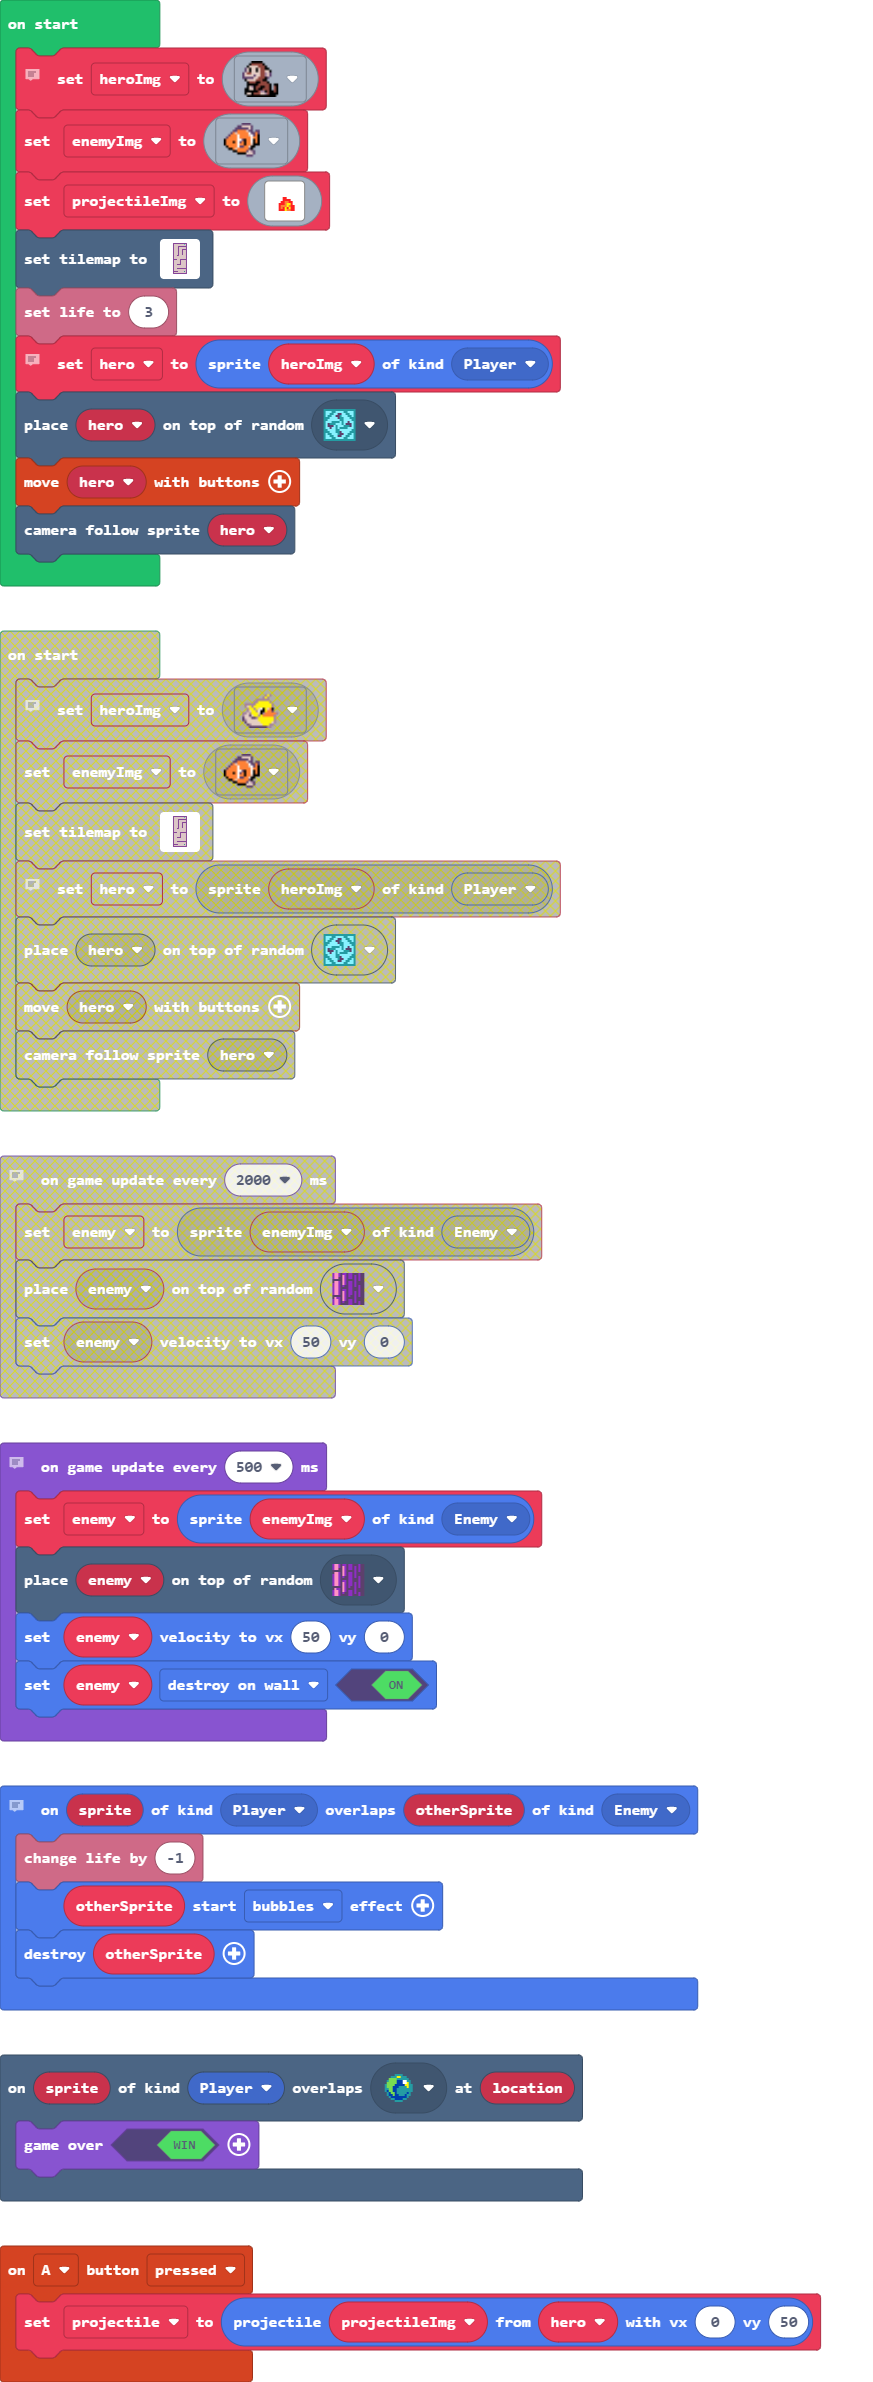 on start
set heroImg to
set enemyImg to
set projectileImg to
set tilemap to
set life to 3
set hero to sprite heroImg of kind Player
place hero on top of random
move hero with buttons
camera follow sprite hero
on start
set heroImg to
set enemyImg to
set tilemap to
set hero to sprite heroImg of kind Player
place hero on top of random
move hero with buttons
camera follow sprite hero
on game update every 2000 ms
set enemy to sprite enemyImg of kind Enemy
place enemy on top of random
set enemy velocity to vx 50 vy 0
on game update every 500 ms
set enemy to sprite enemyImg of kind Enemy
place enemy on top of random
set enemy velocity to vx 50 vy 0
set enemy destroy on wall ON
on sprite of kind Player overlaps otherSprite of kind Enemy
change life by -1
otherSprite start bubbles effect
destroy otherSprite
on sprite of kind Player overlaps at location
game over WIN
on A button pressed
set projectile to projectile projectileImg from hero with vx 0 vy 50